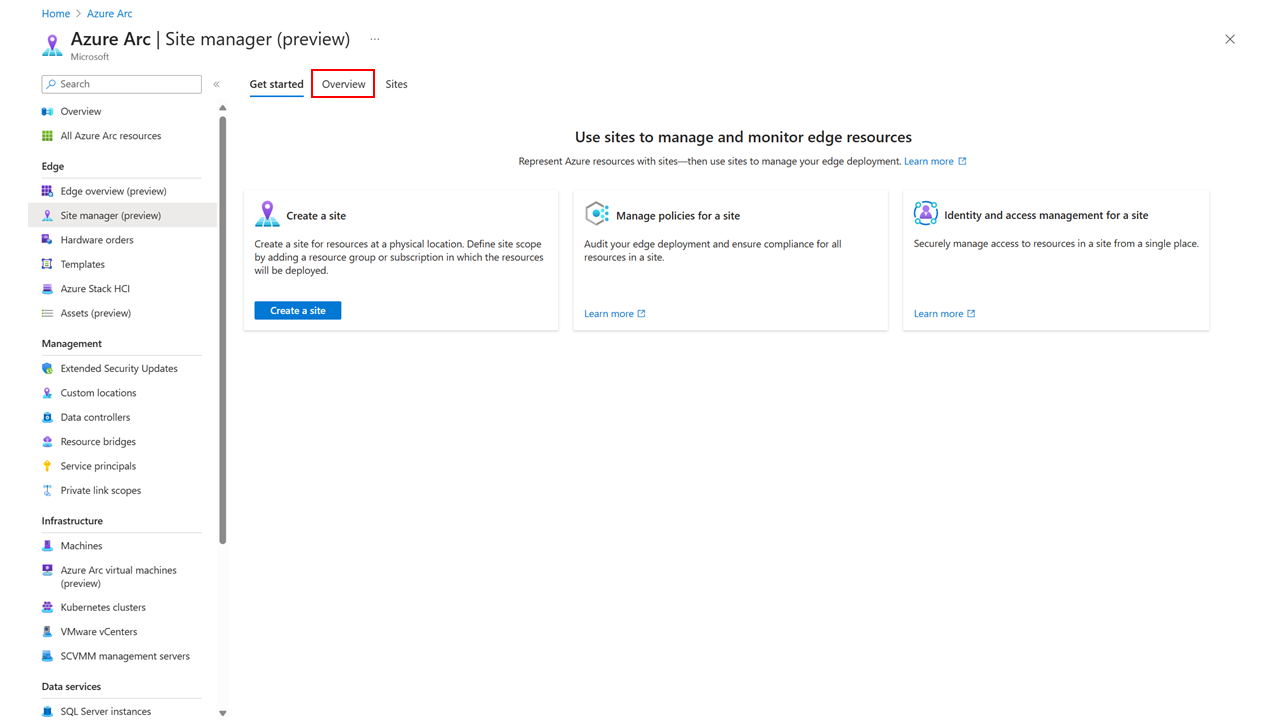 Home > Azure Arc
Azure Arc | Site manager (preview) ...
Microsoft
Search «
Overview
All Azure Arc resources
Edge
Edge overview (preview)
Site manager (preview)
Hardware orders
Templates
Azure Stack HCI
Assets (preview)
Management
Extended Security Updates
Custom locations
Data controllers
Resource bridges
Service principals
Private link scopes
Infrastructure
Machines
Azure Arc virtual machines
(preview)
Kubernetes clusters
VMware vCenters
SCVMM management servers
Data services
SQL Server instances
Get started Overview Sites
Use sites to manage and monitor edge resources
Represent Azure resources with sites—then use sites to manage your edge deployment. Learn more
Create a site
Create a site for resources at a physical location. Define site scope
by adding a resource group or subscription in which the resources
will be deployed.
Create a site
Manage policies for a site
Audit your edge deployment and ensure compliance for all
resources in a site.
Learn more
Identity and access management for a site
Securely manage access to resources in a site from a single place.
Learn more